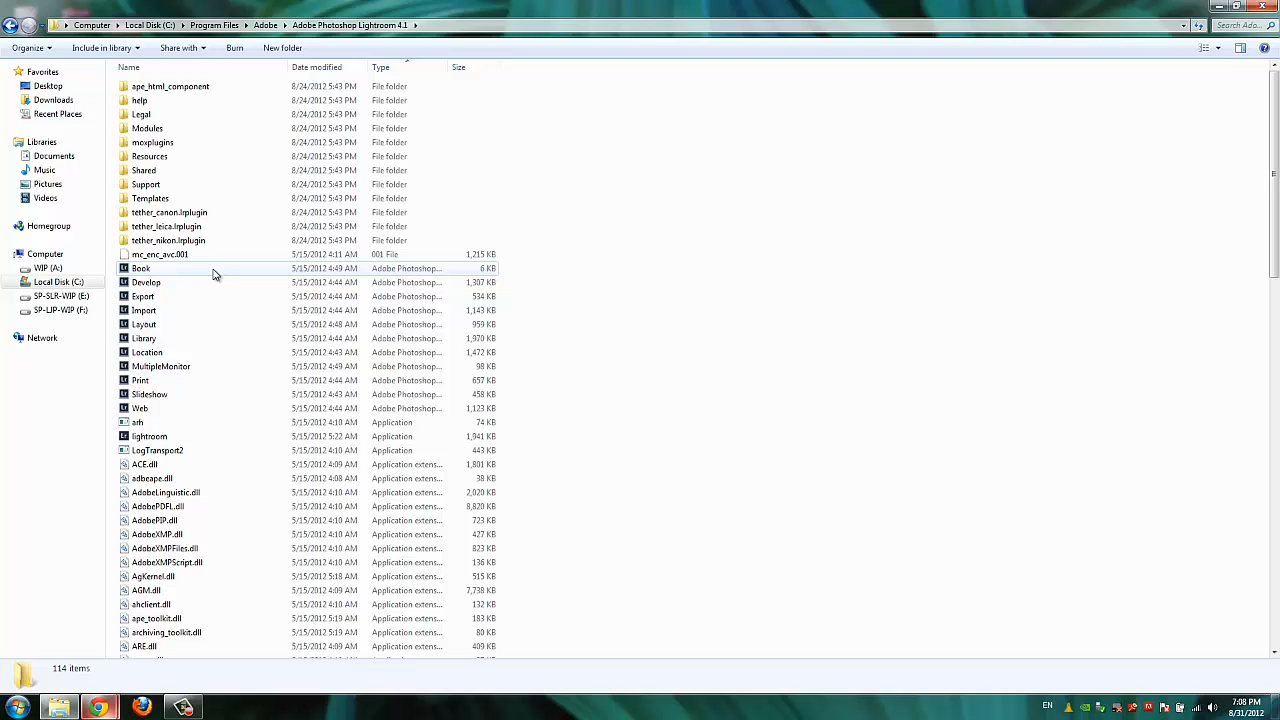 Computer Local Disk (C:) Program Files Adobe Adobe Photoshop Lightroom 4.1
Search Ado...
Organize Include in library Share with Burn New folder
Name Date modified Type Size
Favorites
Desktop
Downloads
Recent Places
Libraries
Documents
Music
Pictures
Videos
Homegroup
Computer
WIP (A:)
Local Disk (C:)
SP-SLR-WIP (E:)
SP-LJP-WIP (F:)
Network
ape_html_component 8/24/2012 5:43 PM File folder
help 8/24/2012 5:43 PM File folder
Legal 8/24/2012 5:43 PM File folder
Modules 8/24/2012 5:43 PM File folder
moxplugins 8/24/2012 5:43 PM File folder
Resources 8/24/2012 5:43 PM File folder
Shared 8/24/2012 5:43 PM File folder
Support 8/24/2012 5:43 PM File folder
Templates 8/24/2012 5:43 PM File folder
tether_canon.lrplugin 8/24/2012 5:43 PM File folder
tether_leica.lrplugin 8/24/2012 5:43 PM File folder
tether_nikon.lrplugin 8/24/2012 5:43 PM File folder
mc_enc_avc.001 5/15/2012 4:11 AM 001 File 1,215 KB
Book 5/15/2012 4:49 AM Adobe Photoshop... 6 KB
Develop 5/15/2012 4:44 AM Adobe Photoshop... 1,307 KB
Export 5/15/2012 4:44 AM Adobe Photoshop... 534 KB
Import 5/15/2012 4:44 AM Adobe Photoshop... 1,143 KB
Layout 5/15/2012 4:48 AM Adobe Photoshop... 959 KB
Library 5/15/2012 4:44 AM Adobe Photoshop... 1,970 KB
Location 5/15/2012 4:43 AM Adobe Photoshop... 1,472 KB
MultipleMonitor 5/15/2012 4:49 AM Adobe Photoshop... 98 KB
Print 5/15/2012 4:44 AM Adobe Photoshop... 657 KB
Slideshow 5/15/2012 4:43 AM Adobe Photoshop... 458 KB
Web 5/15/2012 4:44 AM Adobe Photoshop... 1,123 KB
arh 5/15/2012 4:10 AM Application 74 KB
lightroom 5/15/2012 5:22 AM Application 1,941 KB
LogTransport2 5/15/2012 4:10 AM Application 443 KB
ACE.dll 5/15/2012 4:09 AM Application extens... 1,801 KB
adbeape.dll 5/15/2012 4:08 AM Application extens... 38 KB
AdobeLinguistic.dll 5/15/2012 4:10 AM Application extens... 2,020 KB
AdobePDFL.dll 5/15/2012 4:10 AM Application extens... 8,820 KB
AdobePIP.dll 5/15/2012 4:10 AM Application extens... 723 KB
AdobeXMP.dll 5/15/2012 4:10 AM Application extens... 427 KB
AdobeXMPFiles.dll 5/15/2012 4:10 AM Application extens... 823 KB
AdobeXMPScript.dll 5/15/2012 4:10 AM Application extens... 136 KB
AgKernel.dll 5/15/2012 5:18 AM Application extens... 515 KB
AGM.dll 5/15/2012 4:09 AM Application extens... 7,738 KB
ahclient.dll 5/15/2012 4:10 AM Application extens... 132 KB
ape_toolkit.dll 5/15/2012 5:19 AM Application extens... 183 KB
archiving_toolkit.dll 5/15/2012 5:19 AM Application extens... 80 KB
ARE.dll 5/15/2012 4:09 AM Application extens... 409 KB
114 items
EN
7:08 PM
8/31/2012